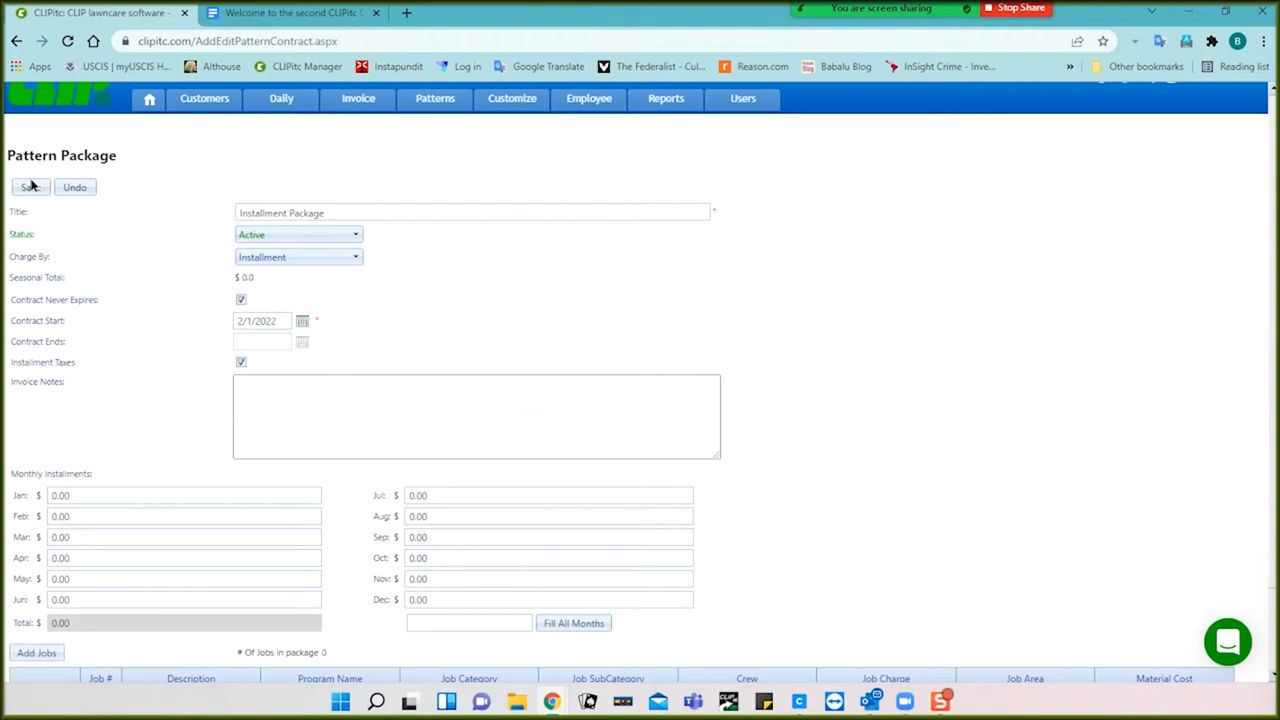 CLIPitc: CLIP lawncare software -
Welcome to the second CLIPitc C
You are screen sharing
Stop Share
clipitc.com/AddEditPatternContract.aspx
B
Apps
USCIS | myUSCIS H...
Althouse
CLIPitc Manager
Instapundit
Log in
Google Translate
The Federalist - Cul...
Reason.com
Babalu Blog
InSight Crime - Inve...
»
Other bookmarks
Reading list
CLIP
Customers
Daily
Invoice
Patterns
Customize
Employee
Reports
Users
Pattern Package
Undo
Title:
Installment Package
*
Status:
Active
Charge By:
Installment
Seasonal Total:
$ 0.0
Contract Never Expires:
Contract Start:
2/1/2022
*
Contract Ends:
Installment Taxes
Invoice Notes:
Monthly Installments:
Jan: $ 0.00
Jul: $ 0.00
Feb: $ 0.00
Aug: $ 0.00
Mar: $ 0.00
Sep: $ 0.00
Apr: $ 0.00
Oct: $ 0.00
May: $ 0.00
Nov: $ 0.00
Jun: $ 0.00
Dec: $ 0.00
Total: $ 0.00
Fill All Months
Add Jobs
# Of Jobs in package 0
Job #
Description
Program Name
Job Category
Job SubCategory
Crew
Job Charge
Job Area
Material Cost